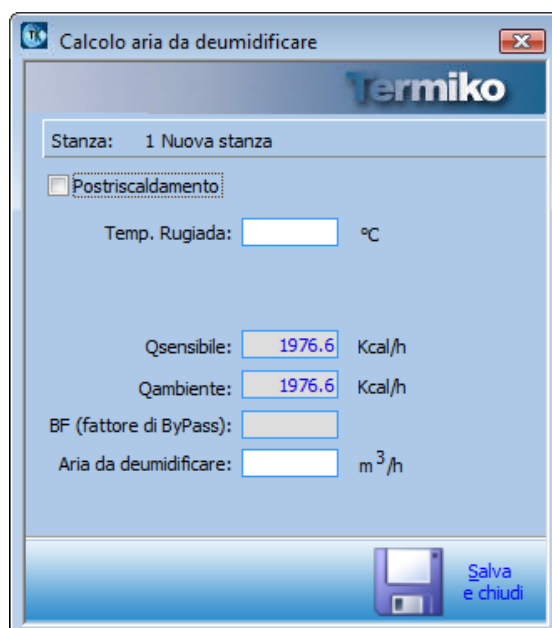 TK Calcolo aria da deumidificare
Termiko
Stanza: 1 Nuova stanza
Postriscaldamento
Temp. Rugiada: °C
Qsensibile: 1976.6 Kcal/h
Qambiente: 1976.6 Kcal/h
BF (fattore di ByPass):
Aria da deumidificare: m³/h
Salva
e chiudi